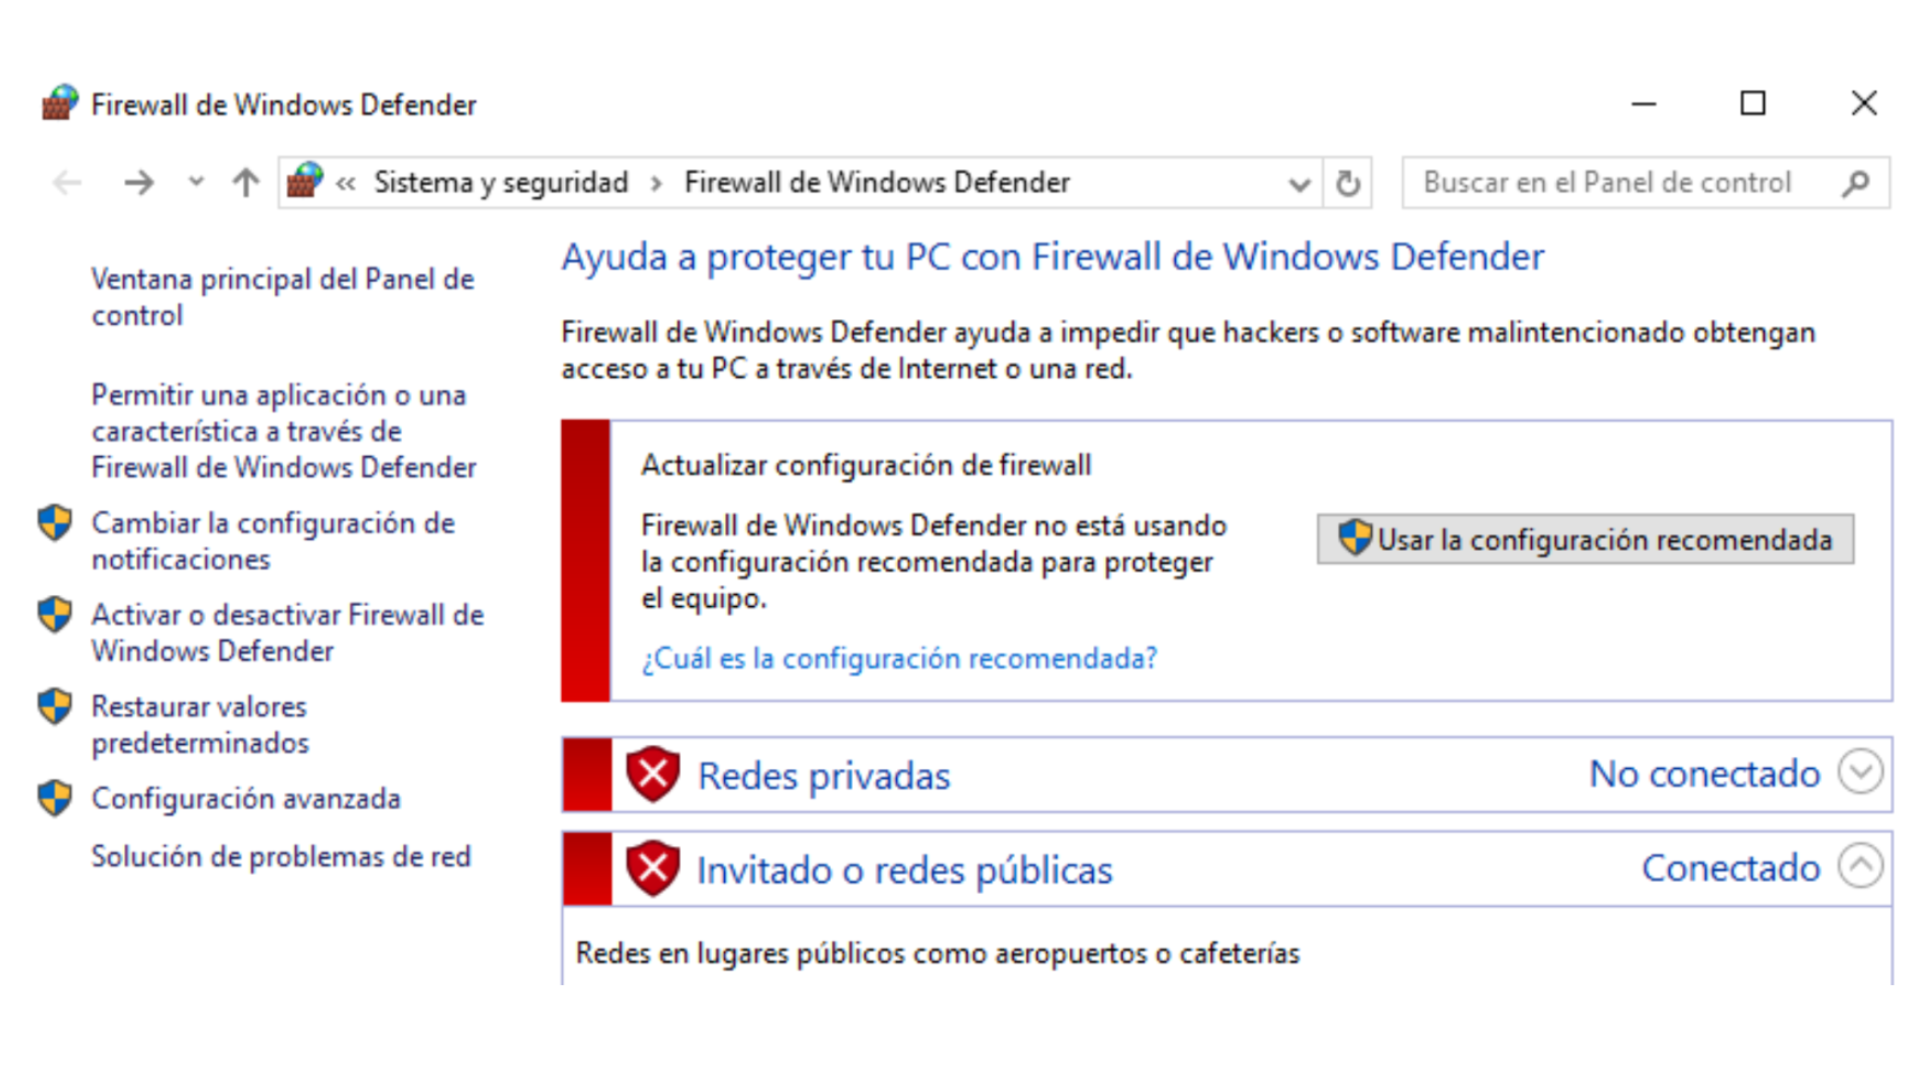 Firewall de Windows Defender
« Sistema y seguridad › Firewall de Windows Defender
Buscar en el Panel de control
Ventana principal del Panel de
control
Permitir una aplicación o una
característica a través de
Firewall de Windows Defender
Cambiar la configuración de
notificaciones
Activar o desactivar Firewall de
Windows Defender
Restaurar valores
predeterminados
Configuración avanzada
Solución de problemas de red
Ayuda a proteger tu PC con Firewall de Windows Defender
Firewall de Windows Defender ayuda a impedir que hackers o software malintencionado obtengan
acceso a tu PC a través de Internet o una red.
Actualizar configuración de firewall
Firewall de Windows Defender no está usando
la configuración recomendada para proteger
el equipo.
Usar la configuración recomendada
¿Cuál es la configuración recomendada?
Redes privadas
No conectado
Invitado o redes públicas
Conectado
Redes en lugares públicos como aeropuertos o cafeterías